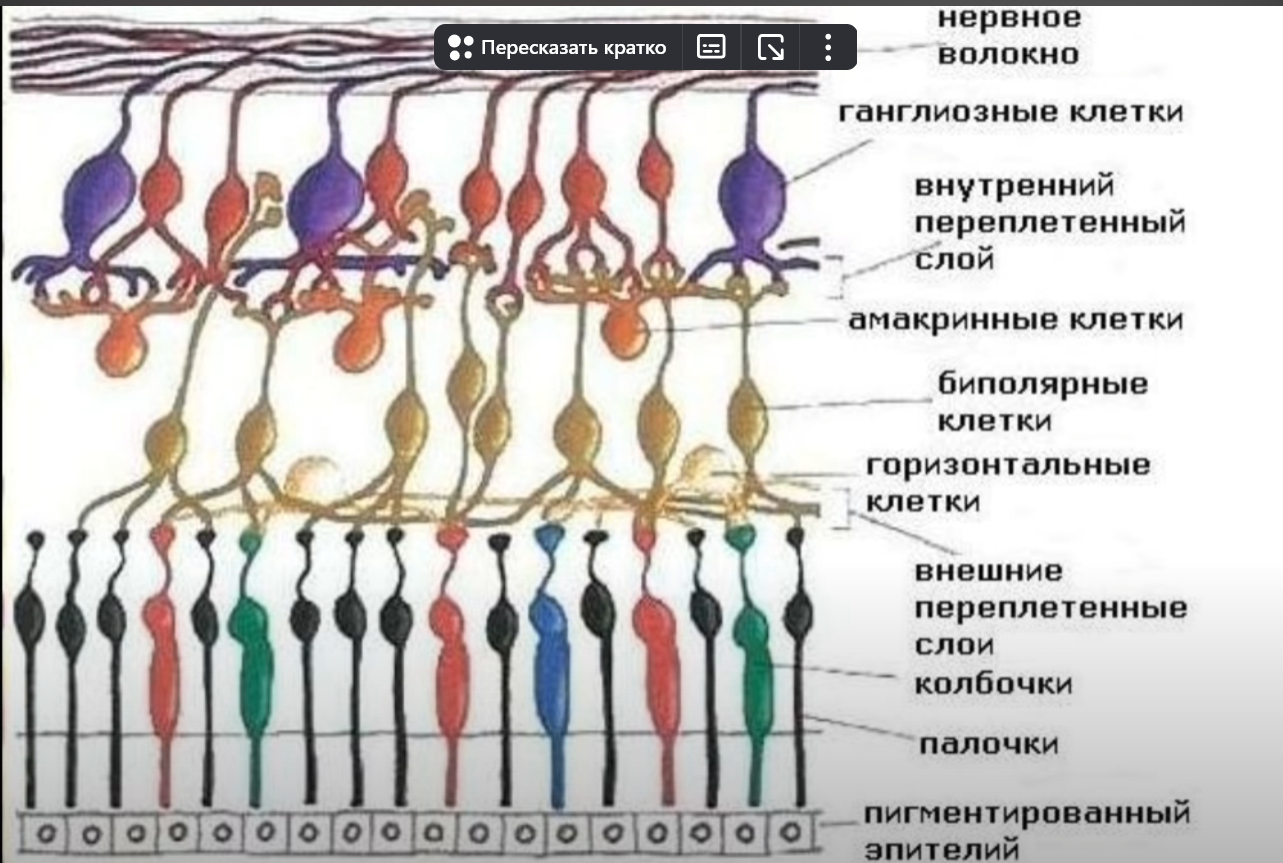 нервное
Пересказать кратко
волокно
ганглиозные клетки
внутренний
переплетенный
слой
амакринные клетки
биполярные
клетки
горизонтальные
клетки
внешние
переплетенные
слои
колбочки
палочки
пигментированный
эпителий